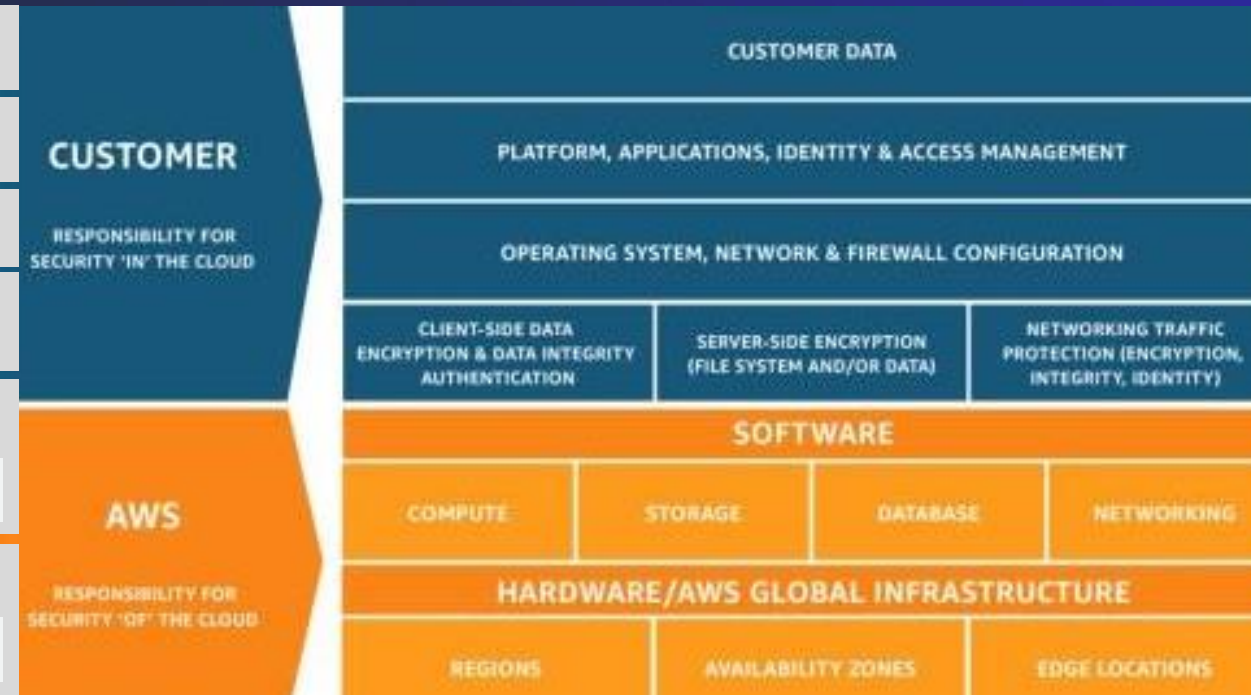 CUSTOMER
RESPONSIBILITY FOR
SECURITY 'IN' THE CLOUD
CUSTOMER DATA
PLATFORM, APPLICATIONS, IDENTITY & ACCESS MANAGEMENT
OPERATING SYSTEM, NETWORK & FIREWALL CONFIGURATION
CLIENT-SIDE DATA
ENCRYPTION & DATA INTEGRITY
AUTHENTICATION
SERVER-SIDE ENCRYPTION
(FILE SYSTEM AND/OR DATA)
NETWORKING TRAFFIC
PROTECTION (ENCRYPTION,
INTEGRITY, IDENTITY)
AWS
RESPONSIBILITY FOR
SECURITY 'OF' THE CLOUD
SOFTWARE
COMPUTE
STORAGE
DATABASE
NETWORKING
HARDWARE/AWS GLOBAL INFRASTRUCTURE
REGIONS
AVAILABILITY ZONES
EDGE LOCATIONS